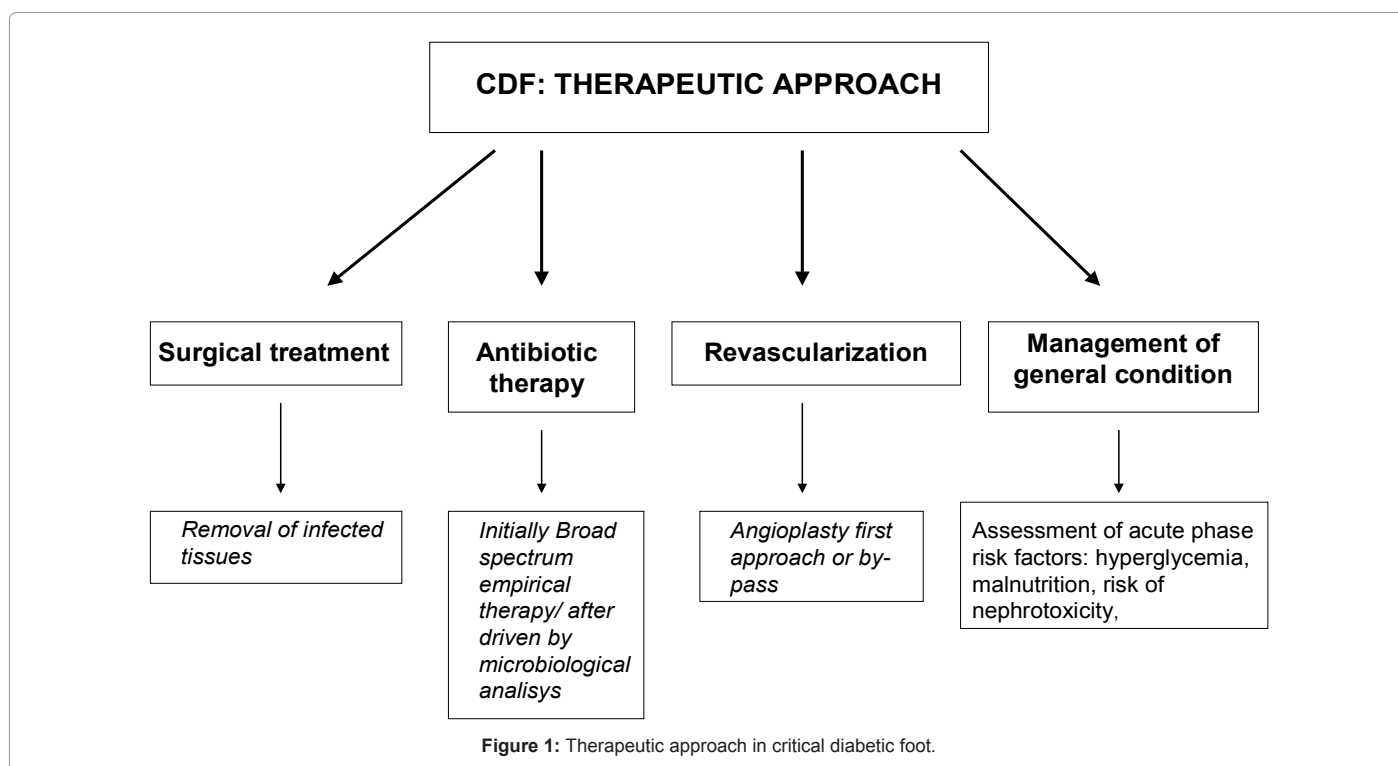 CDF: THERAPEUTIC APPROACH
Surgical treatment
Antibiotic
therapy
Revascularization
Management of
general condition
Removal of infected
tissues
Initially Broad
spectrum
empirical
therapy/ after
driven by
microbiological
analisys
Angioplasty first
approach or by-
pass
Assessment of acute phase
risk factors: hyperglycemia,
malnutrition, risk of
nephrotoxicity,
Figure 1: Therapeutic approach in critical diabetic foot.